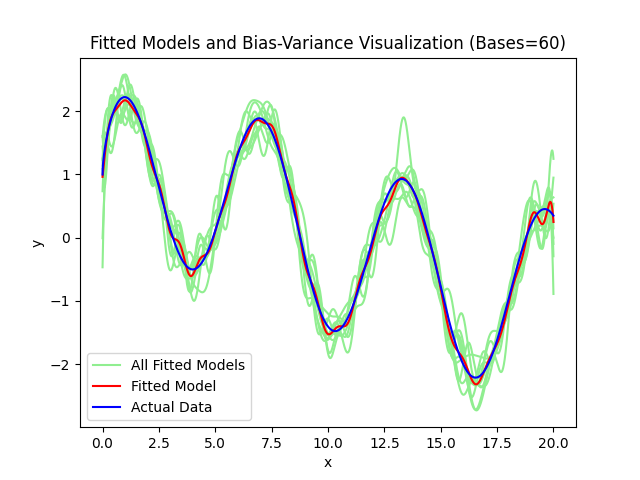 Fitted Models and Bias-Variance Visualization (Bases=60)
y
2
1
0
−1
−2
All Fitted Models
Fitted Model
Actual Data
0.0 2.5 5.0 7.5 10.0 12.5 15.0 17.5 20.0
x